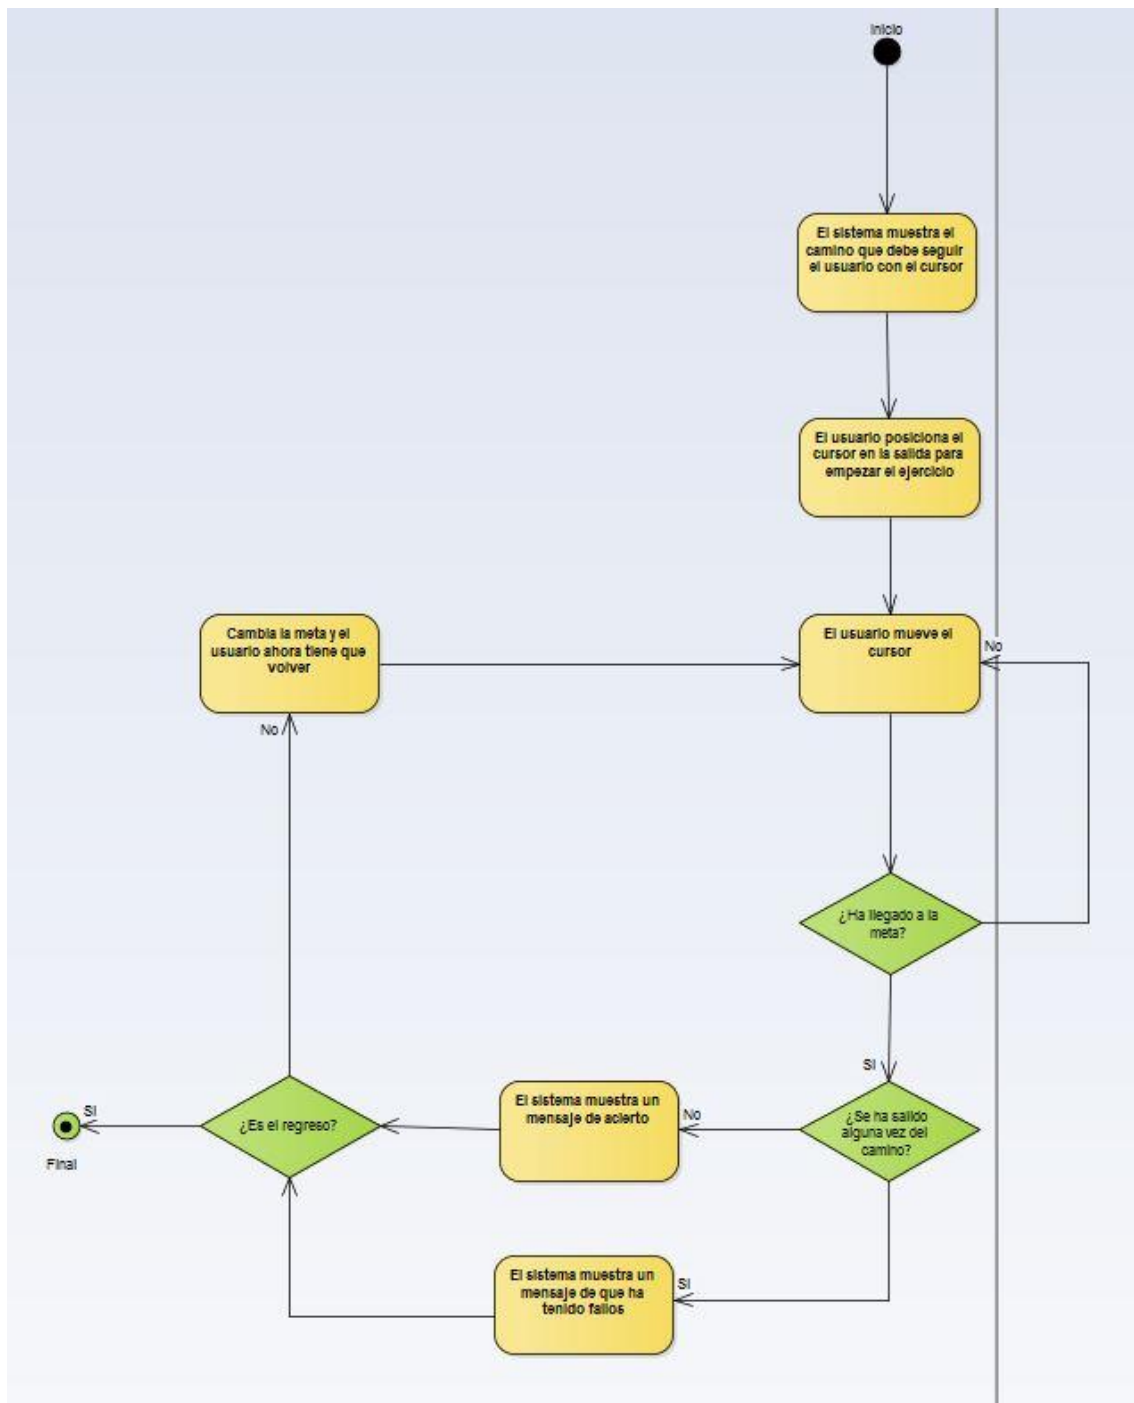 Inicio
El sistema muestra el
camino que debe seguir
el usuario con el cursor
El usuario posiciona el
cursor en la salida para
empezar el ejercicio
Cambia la meta y el
usuario ahora tiene que
volver
El usuario mueve el
cursor
No
No
¿Ha llegado a la
meta?
SI
¿Se ha salido
alguna vez del
camino?
No
El sistema muestra un
mensaje de acierto
¿Es el regreso?
SI
Final
SI
El sistema muestra un
mensaje de que ha
tenido fallos